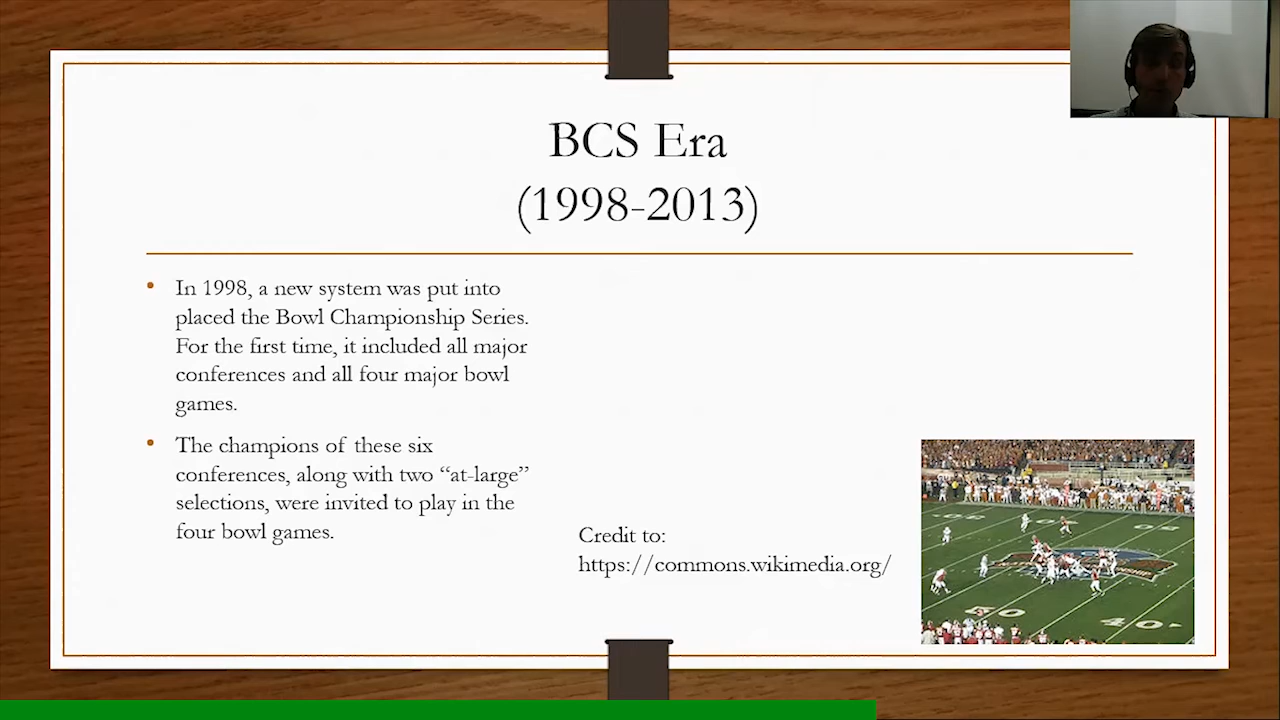 BCS Era
(1998-2013)
• In 1998, a new system was put into
placed the Bowl Championship Series.
For the first time, it included all major
conferences and all four major bowl
games.
• The champions of these six
conferences, along with two “at-large”
selections, were invited to play in the
four bowl games.
Credit to:
https://commons.wikimedia.org/
50
40